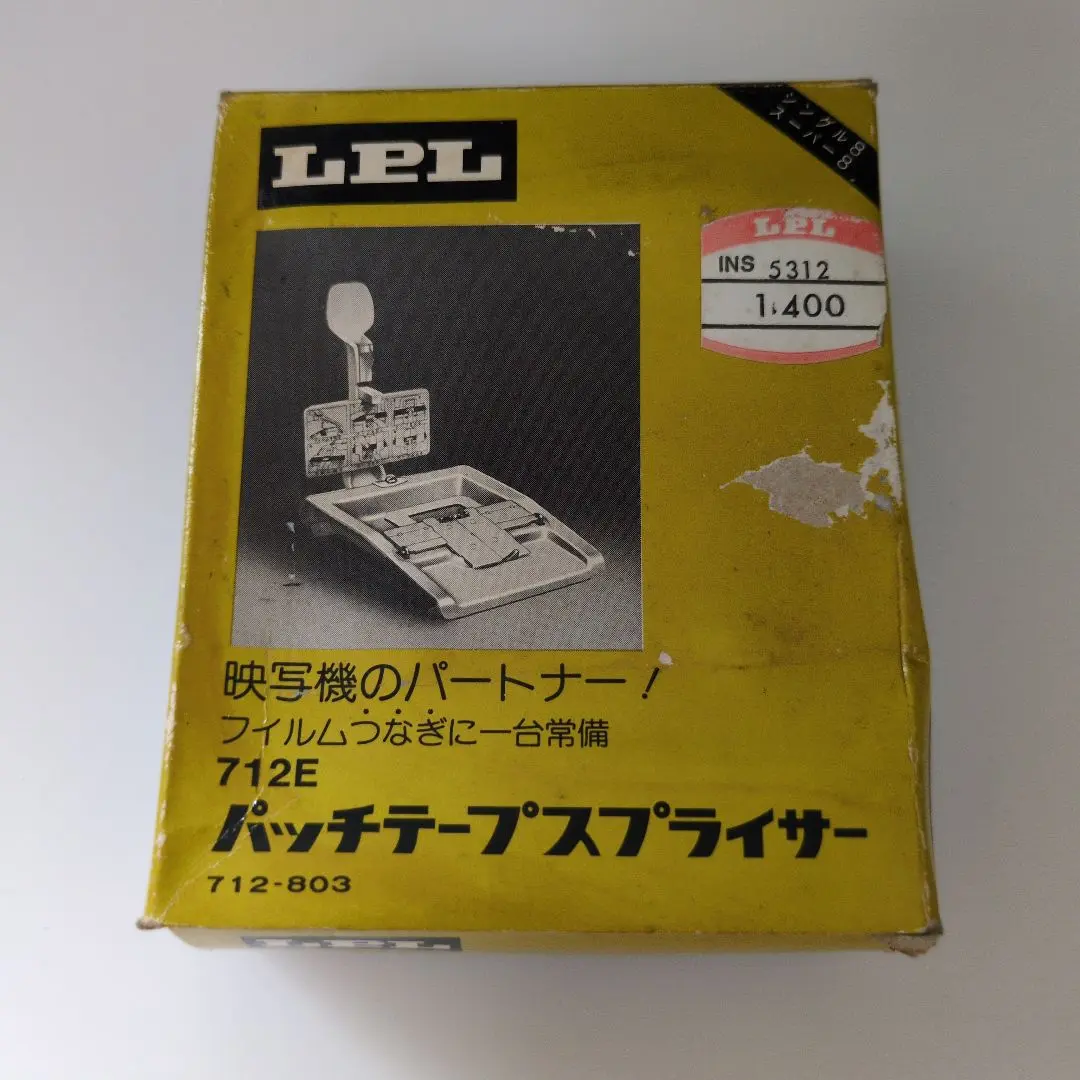 LPL
シングル8
スーパー8,
LPL
INS 5312
1,400
映写機のパートナー!
フイルムつなぎに一台常備
712E
パッチテープスプライサー
712-803
LPL